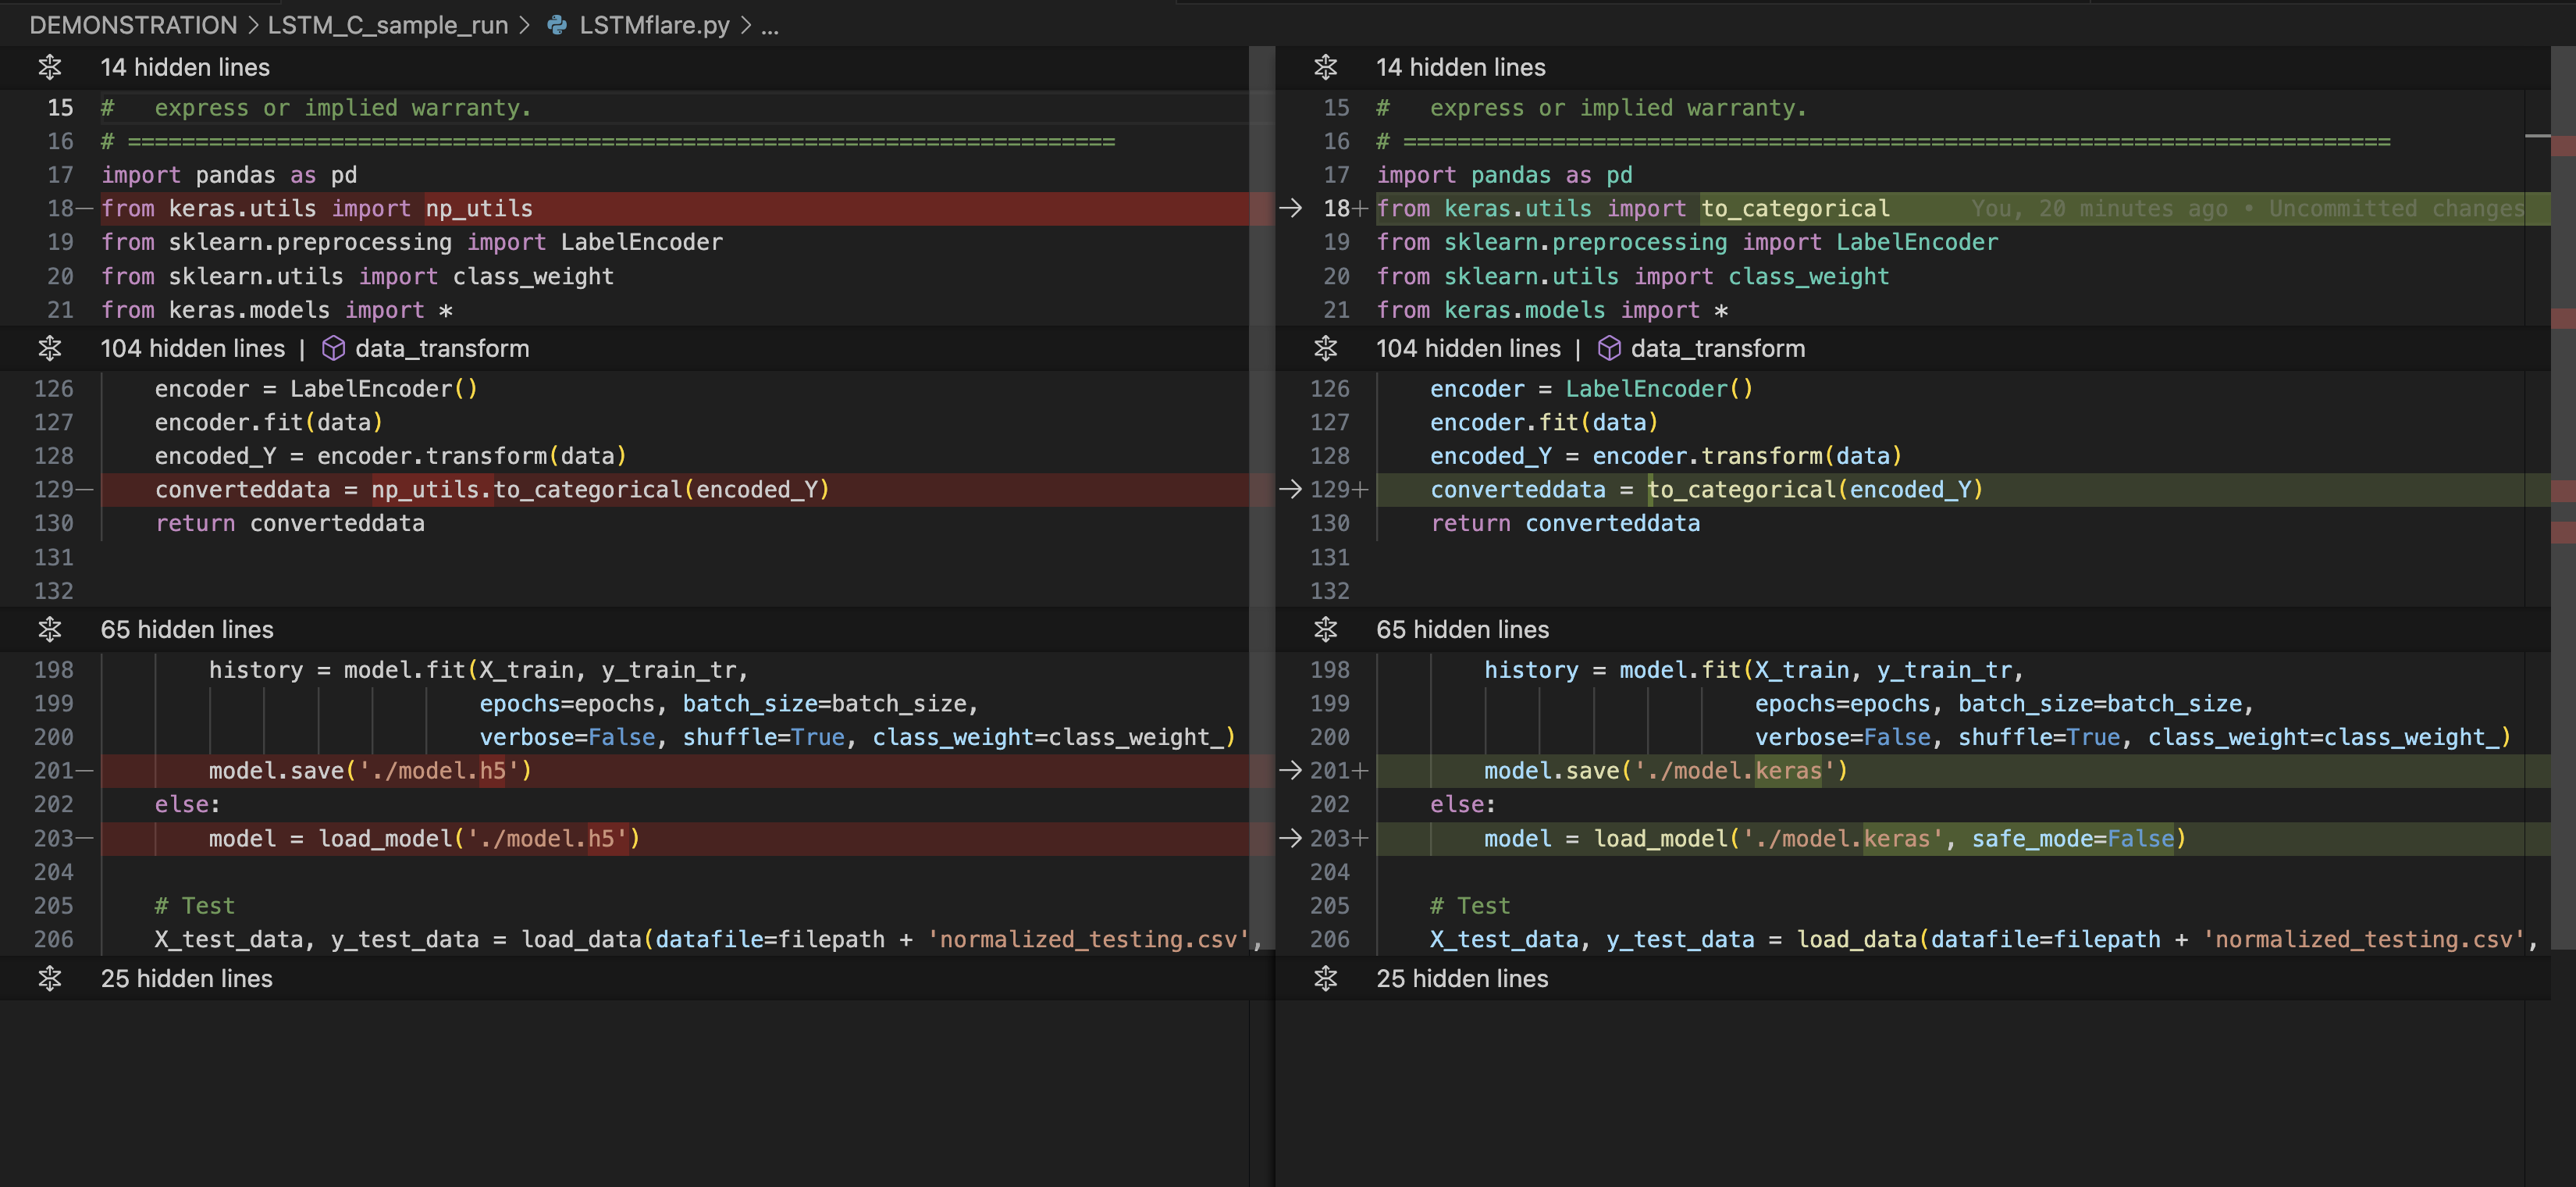 DEMONSTRATION > LSTM_C_sample_run > LSTMflare.py > ...
14 hidden lines
15 #   express or implied warranty.
16 # =========================================================================
17 import pandas as pd
18— from keras.utils import np_utils
19 from sklearn.preprocessing import LabelEncoder
20 from sklearn.utils import class_weight
21 from keras.models import *
104 hidden lines | data_transform
126     encoder = LabelEncoder()
127     encoder.fit(data)
128     encoded_Y = encoder.transform(data)
129—     converteddata = np_utils.to_categorical(encoded_Y)
130     return converteddata
131
132
65 hidden lines
198         history = model.fit(X_train, y_train_tr,
199                             epochs=epochs, batch_size=batch_size,
200                             verbose=False, shuffle=True, class_weight=class_weight_)
201—         model.save('./model.h5')
202     else:
203—         model = load_model('./model.h5')
204
205     # Test
206     X_test_data, y_test_data = load_data(datafile=filepath + 'normalized_testing.csv',
25 hidden lines
14 hidden lines
15 #   express or implied warranty.
16 # =========================================================================
17 import pandas as pd
→ 18+ from keras.utils import to_categorical      You, 20 minutes ago • Uncommitted changes
19 from sklearn.preprocessing import LabelEncoder
20 from sklearn.utils import class_weight
21 from keras.models import *
104 hidden lines | data_transform
126     encoder = LabelEncoder()
127     encoder.fit(data)
128     encoded_Y = encoder.transform(data)
→ 129+     converteddata = to_categorical(encoded_Y)
130     return converteddata
131
132
65 hidden lines
198         history = model.fit(X_train, y_train_tr,
199                             epochs=epochs, batch_size=batch_size,
200                             verbose=False, shuffle=True, class_weight=class_weight_)
→ 201+         model.save('./model.keras')
202     else:
→ 203+         model = load_model('./model.keras', safe_mode=False)
204
205     # Test
206     X_test_data, y_test_data = load_data(datafile=filepath + 'normalized_testing.csv',
25 hidden lines